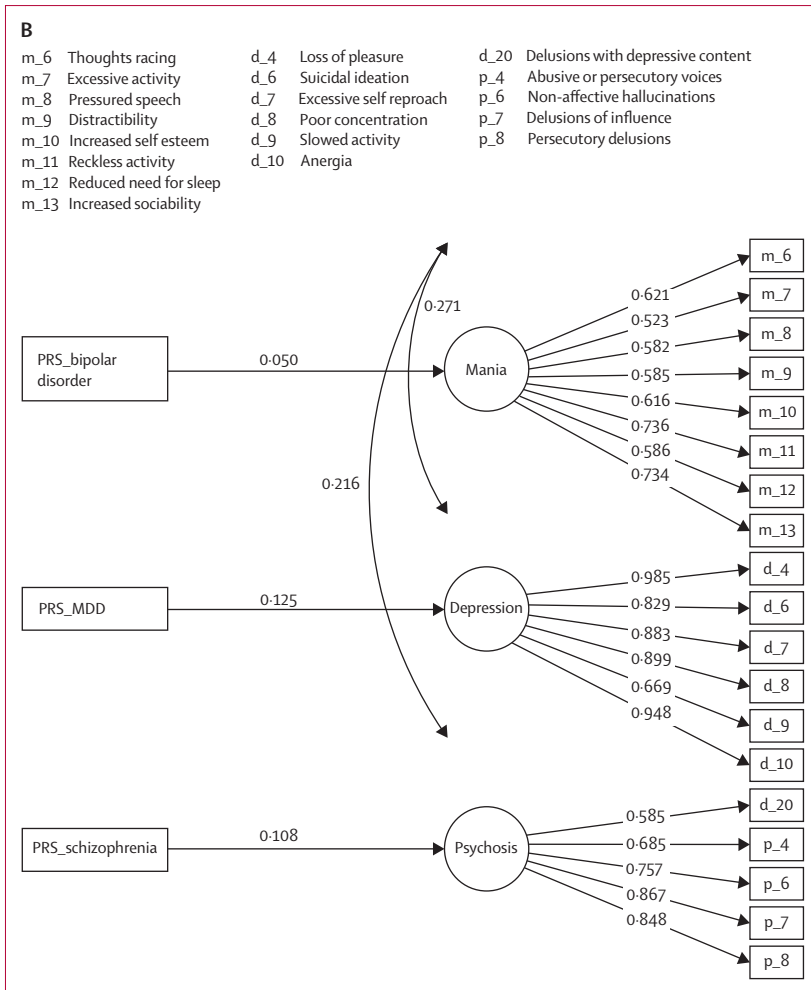 B
m_6 Thoughts racing
m_7 Excessive activity
m_8 Pressured speech
m_9 Distractibility
m_10 Increased self esteem
m_11 Reckless activity
m_12 Reduced need for sleep
m_13 Increased sociability
d_4 Loss of pleasure
d_6 Suicidal ideation
d_7 Excessive self reproach
d_8 Poor concentration
d_9 Slowed activity
d_10 Anergia
d_20 Delusions with depressive content
p_4 Abusive or persecutory voices
p_6 Non-affective hallucinations
p_7 Delusions of influence
p_8 Persecutory delusions
PRS_bipolar
disorder
0·050
0·271
0·216
Mania
0·621
0·523
0·582
0·585
0·616
0·736
0·586
0·734
m_6
m_7
m_8
m_9
m_10
m_11
m_12
m_13
PRS_MDD
0·125
Depression
0·985
0·829
0·883
0·899
0·669
0·948
d_4
d_6
d_7
d_8
d_9
d_10
PRS_schizophrenia
0·108
Psychosis
0·585
0·685
0·757
0·867
0·848
d_20
p_4
p_6
p_7
p_8